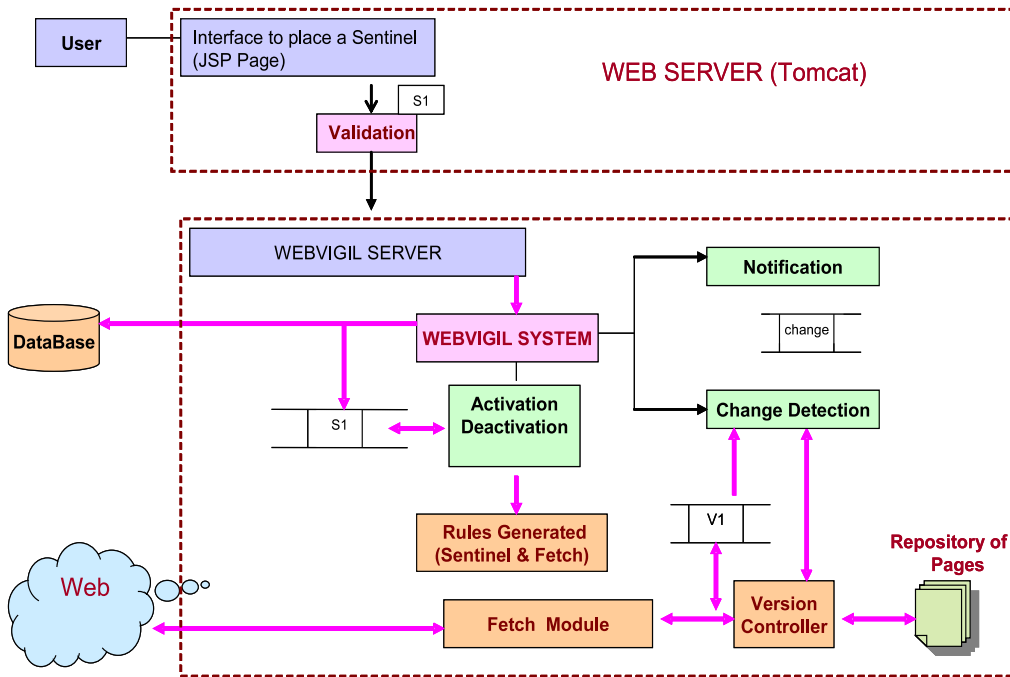 User
Interface to place a Sentinel
(JSP Page)
WEB SERVER (Tomcat)
S1
Validation
WEBVIGIL SERVER
Notification
DataBase
WEBVIGIL SYSTEM
change
Activation
Deactivation
S1
Change Detection
V1
Rules Generated
(Sentinel & Fetch)
Repository of
Pages
Web
Fetch Module
Version
Controller